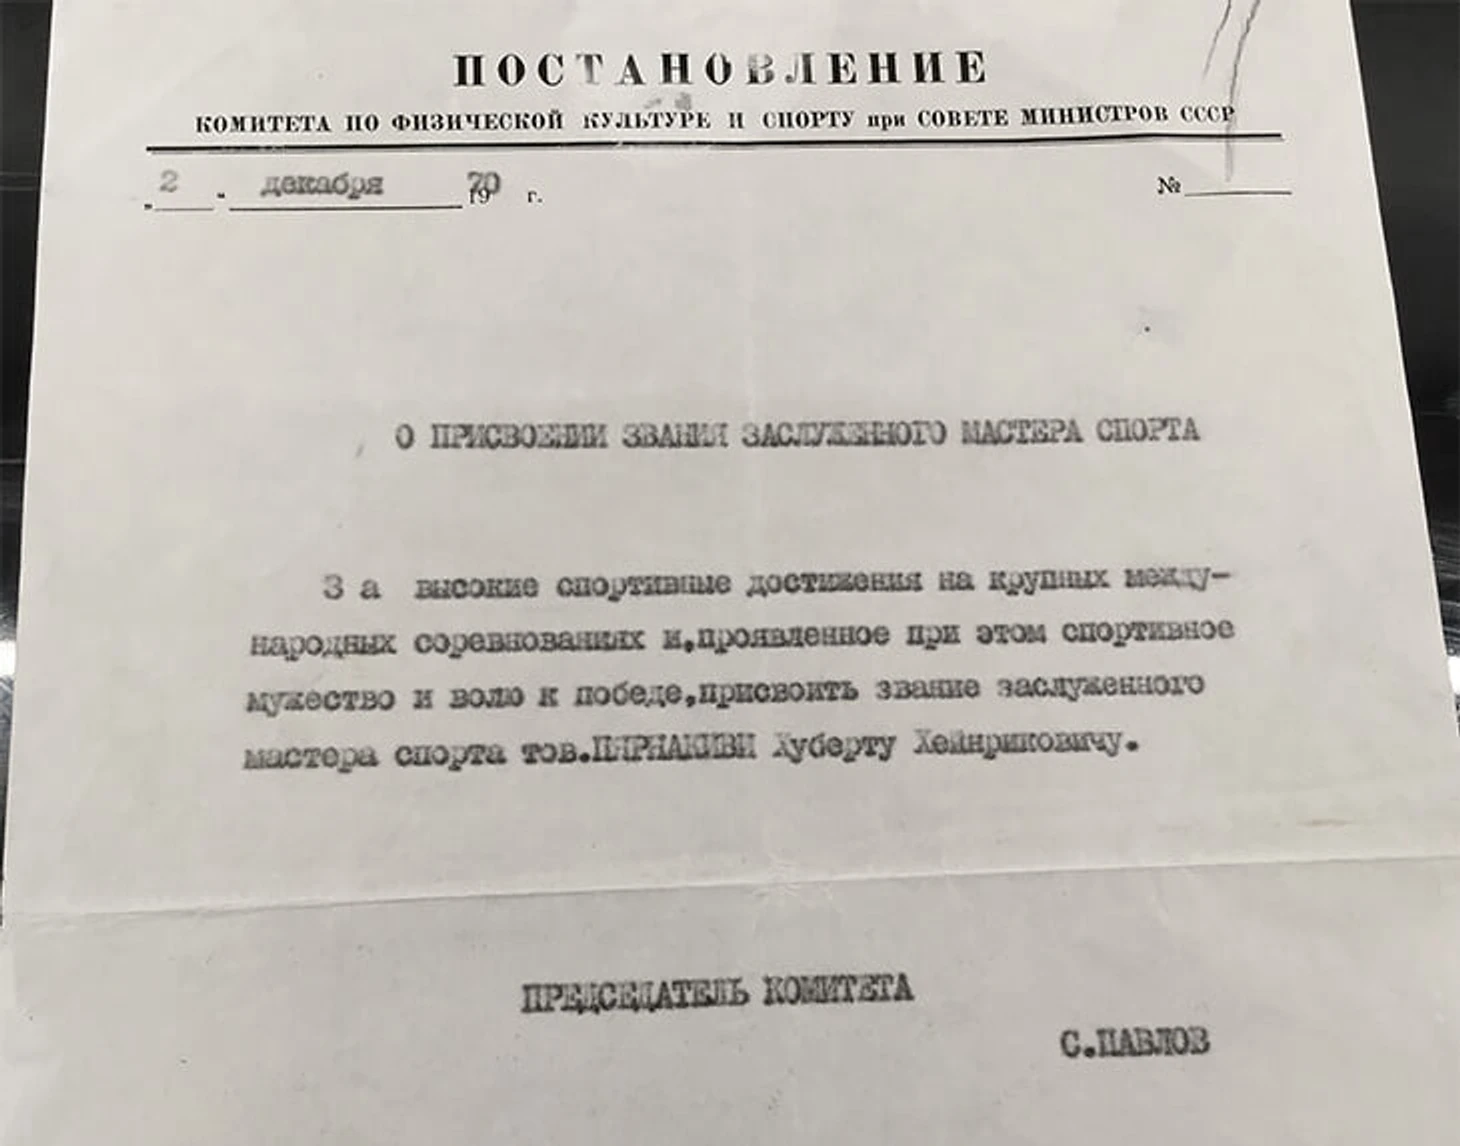 ПОСТАНОВЛЕНИЕ
КОМИТЕТА ПО ФИЗИЧЕСКОЙ КУЛЬТУРЕ И СПОРТУ при СОВЕТЕ МИНИСТРОВ СССР
„ 2 " декабря 1970 г. №
О ПРИСВОЕНИИ ЗВАНИЯ ЗАСЛУЖЕННОГО МАСТЕРА СПОРТА
З а высокие спортивные достижения на крупных между-
народных соревнованиях и,проявленное при этом спортивное
мужество и волю к победе,присвоить звание заслуженного
мастера спорта тов.ПЯРНАКИВИ Хуберту Хейнриковичу.
ПРЕДСЕДАТЕЛЬ КОМИТЕТА
С.ПАВЛОВ